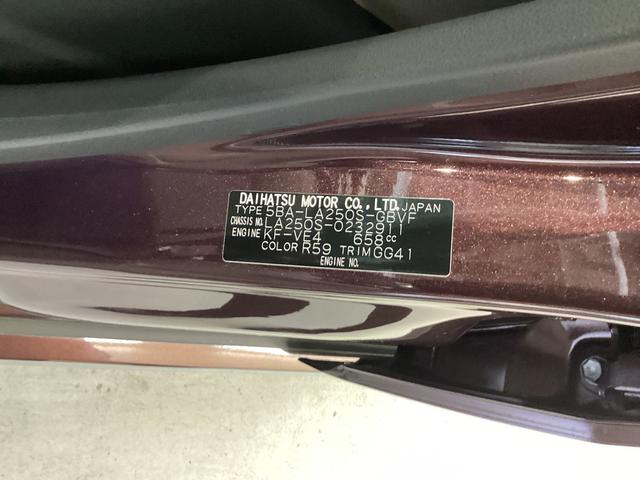 DAIHATSU MOTOR CO., LTD. JAPAN
TYPE 5BA-LA250S-GBVF
CHASSIS NO. LA250S-0232911
ENGINE KF-VE4 658cc
COLOR R59 TRIM GG41
ENGINE NO.